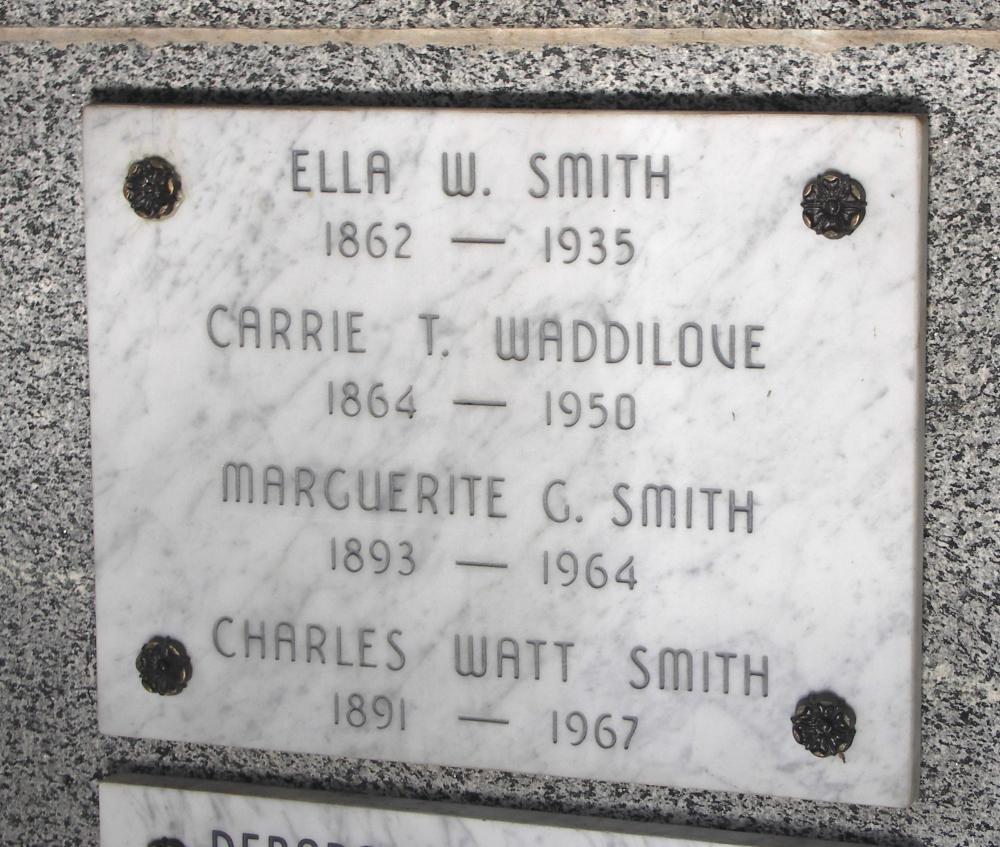 ELLA W. SMITH
1862 — 1935
CARRIE T. WADDILOVE
1864 — 1950
MARGUERITE G. SMITH
1893 — 1964
CHARLES WATT SMITH
1891 — 1967